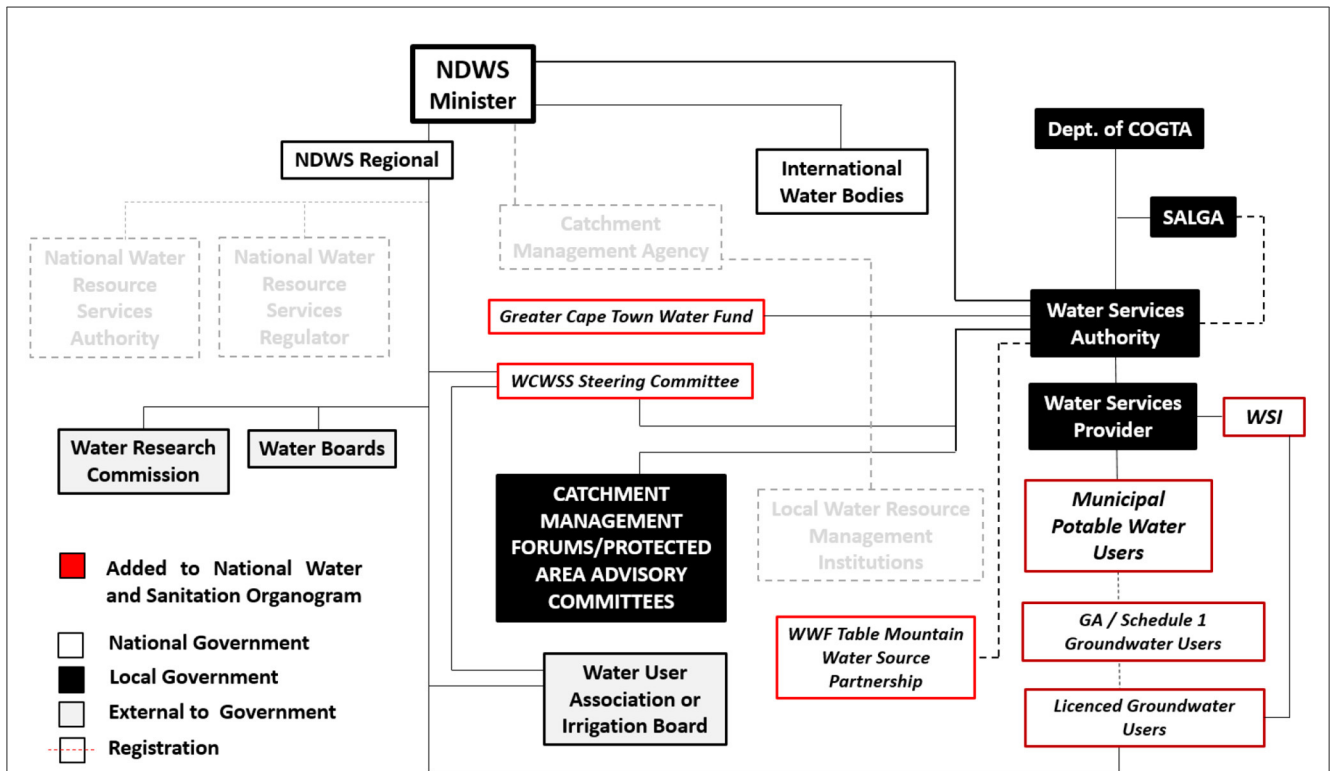 NDWS
Minister
NDWS Regional
International
Water Bodies
Dept. of COGTA
SALGA
National Water
Resource
Services
Authority
National Water
Resource
Services
Regulator
Catchment
Management Agency
Greater Cape Town Water Fund
Water Services
Authority
WCWSS Steering Committee
Water Services
Provider
WSI
Water Research
Commission
Water Boards
CATCHMENT
MANAGEMENT
FORUMS/PROTECTED
AREA ADVISORY
COMMITTEES
Local Water Resource
Management
Institutions
Municipal
Potable Water
Users
GA / Schedule 1
Groundwater Users
WWF Table Mountain
Water Source
Partnership
Water User
Association or
Irrigation Board
Licenced Groundwater
Users
Added to National Water
and Sanitation Organogram
National Government
Local Government
External to Government
Registration